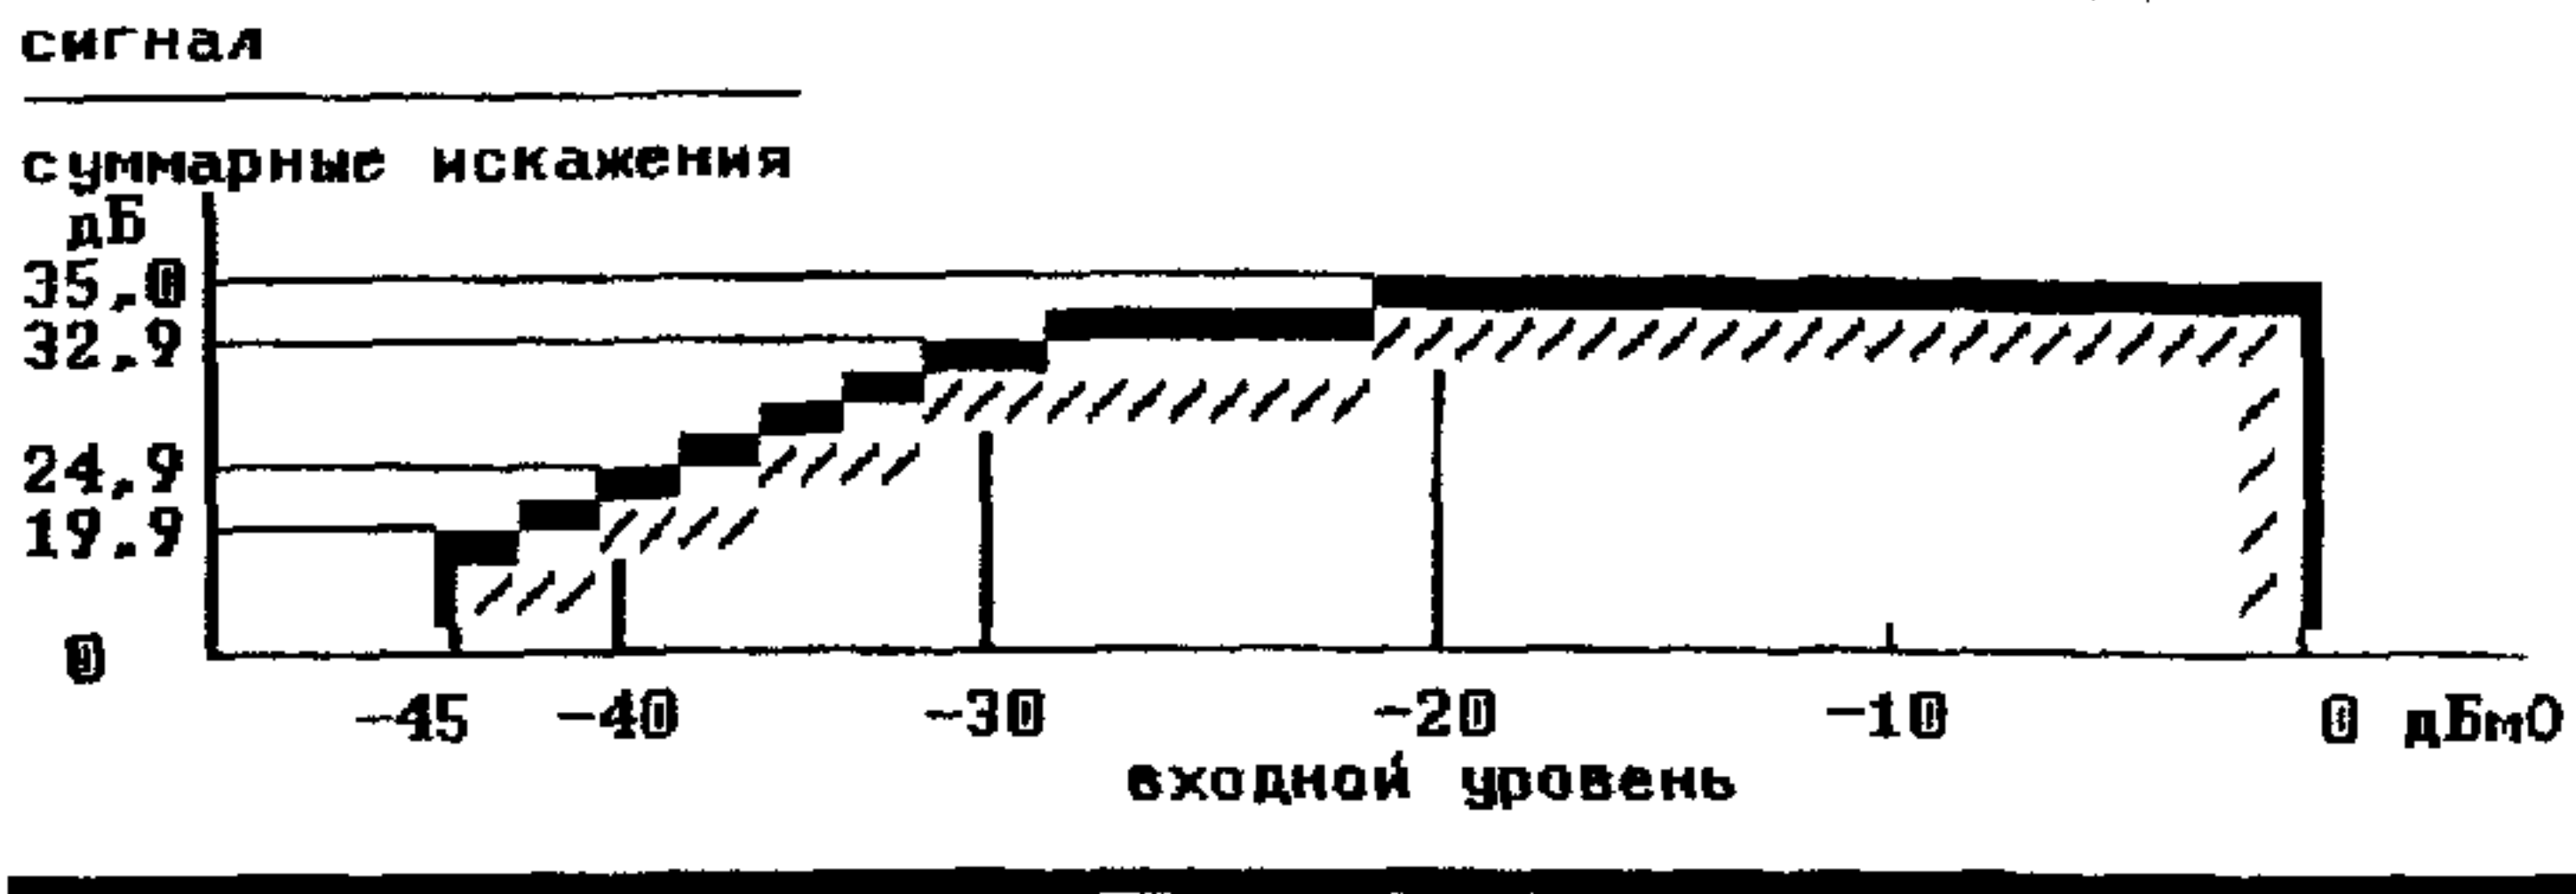 сигнал
суммарные искажения
дБ
35,0
32,9
24,9
19,9
0
-45 -40 -30 -20 -10 0 дБм0
входной уровень